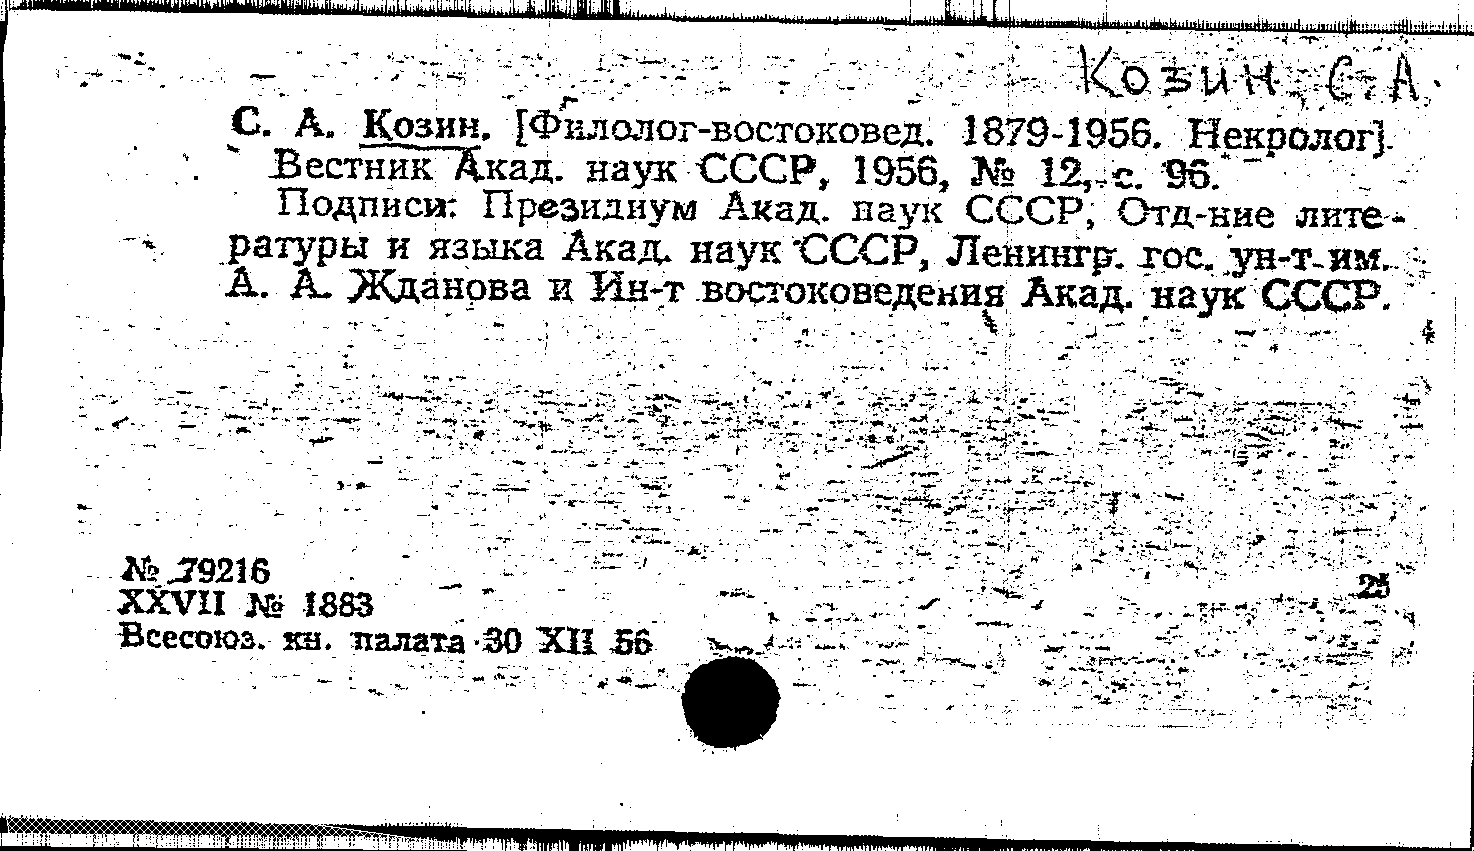 Козин С. А.
С. А. Козин. [Филолог-востоковед. 1879-1956. Некролог].
Вестник Акад. наук СССР, 1956, № 12, с. 96.
Подписи: Президиум Акад. наук СССР, Отд-ние лите-
ратуры и языка Акад. наук СССР, Ленингр. гос. ун-т им.
А. А. Жданова и Ин-т востоковедения Акад. наук СССР.
№ 79216
25
XXVII № 1883
Всесоюз. кн. палата 30 XII 56